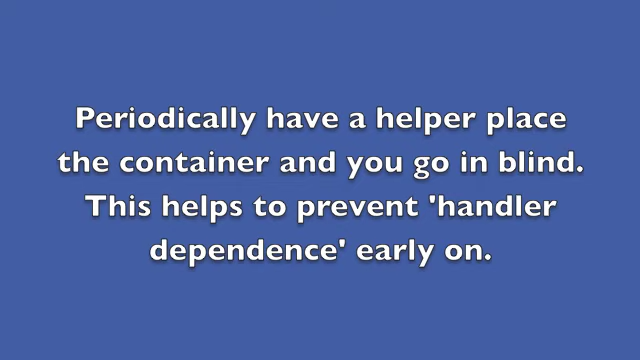 Periodically have a helper place
the container and you go in blind.
This helps to prevent 'handler
dependence' early on.